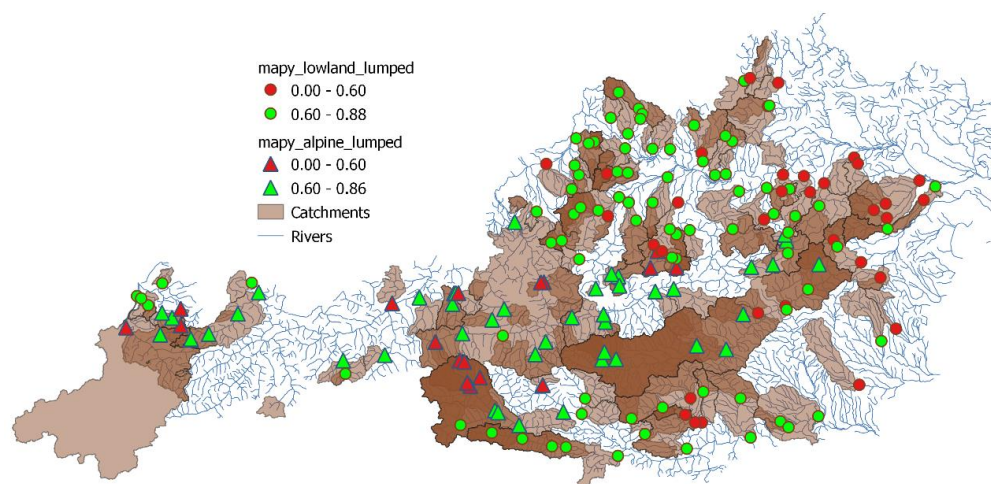 mapy_lowland_lumped
0.00 - 0.60
0.60 - 0.88
mapy_alpine_lumped
0.00 - 0.60
0.60 - 0.86
Catchments
Rivers